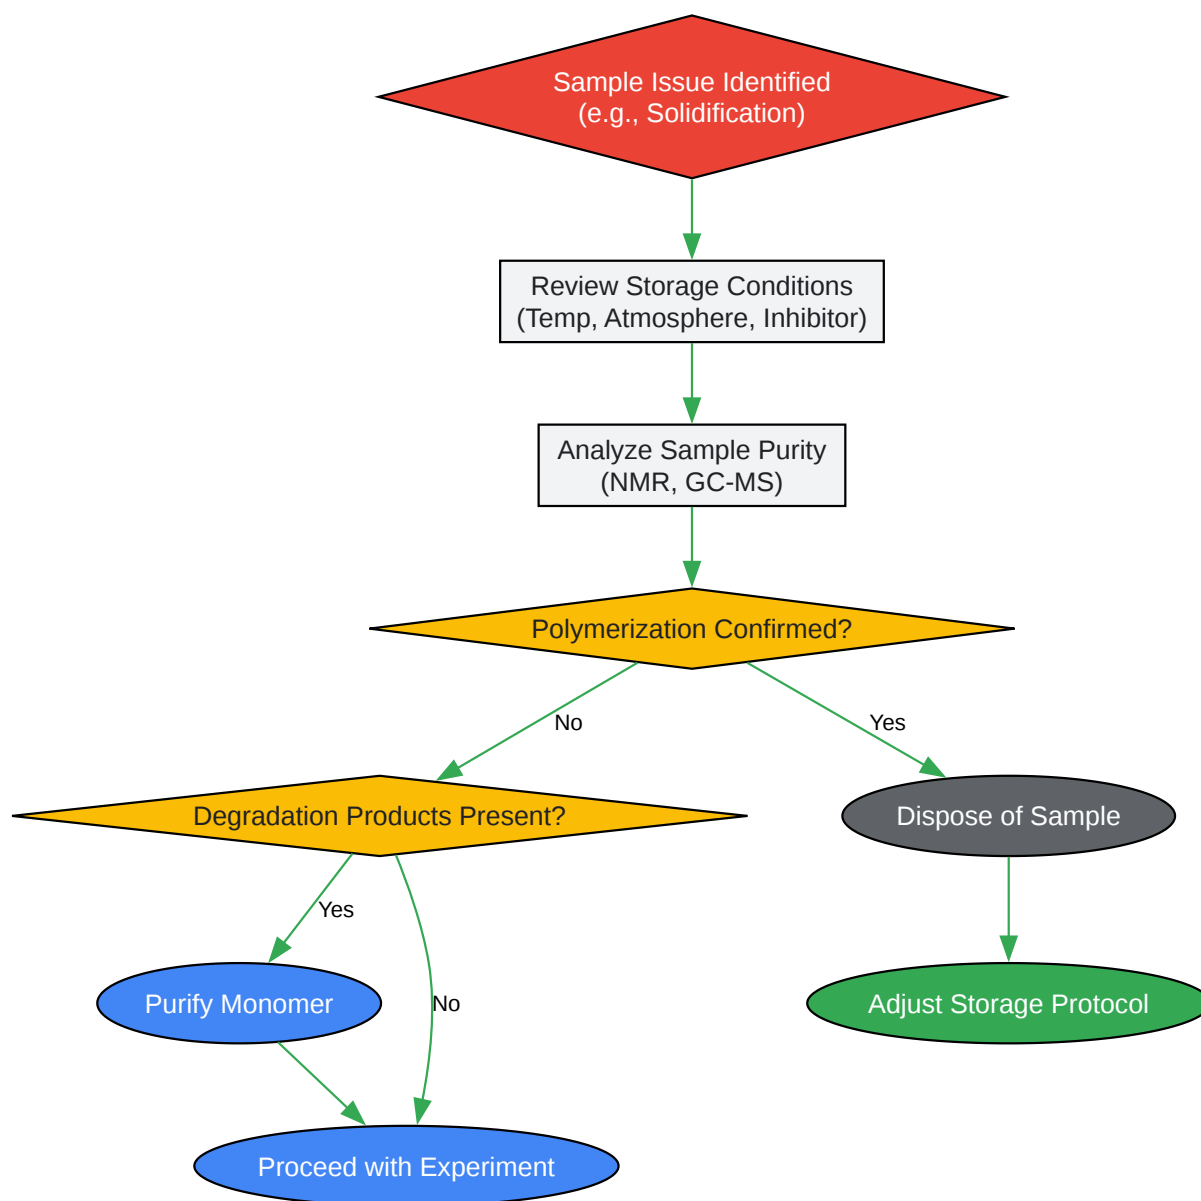 Sample Issue Identified
(e.g., Solidification)
Review Storage Conditions
(Temp, Atmosphere, Inhibitor)
Analyze Sample Purity
(NMR, GC-MS)
Polymerization Confirmed?
No
Yes
Degradation Products Present?
Dispose of Sample
Yes
No
Purify Monomer
Adjust Storage Protocol
Proceed with Experiment